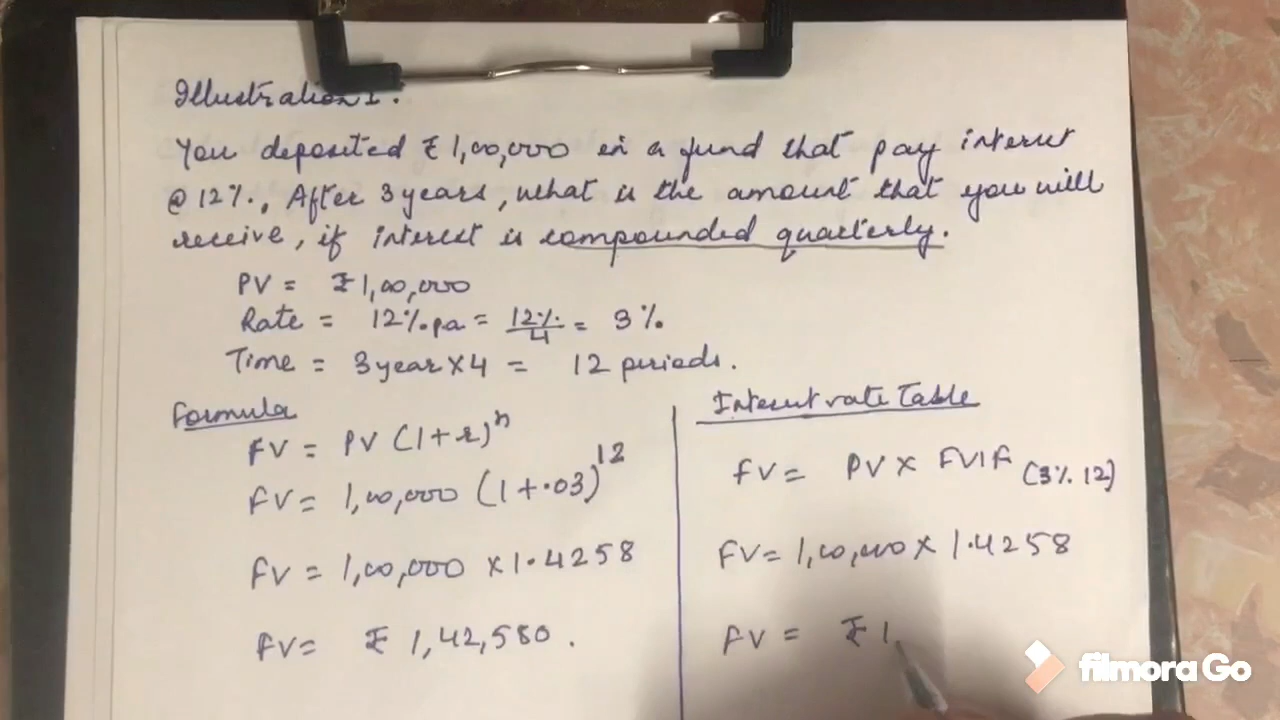 Illustration 1.
You deposited ₹1,00,000 in a fund that pay interest
@ 12%. After 3 years, what is the amount that you will
receive, if interest is compounded quarterly.
PV = ₹1,00,000
Rate = 12%.pa = 12%/4 = 3%
Time = 3 year × 4 = 12 periods.
Formula
FV = PV (1+r)^n
FV = 1,00,000 (1+.03)^12
FV = 1,00,000 × 1.4258
FV = ₹ 1,42,580.
Interest rate Table
FV = PV × FVIF (3% 12)
FV = 1,00,000 × 1.4258
FV = ₹ 1,
filmoraGo